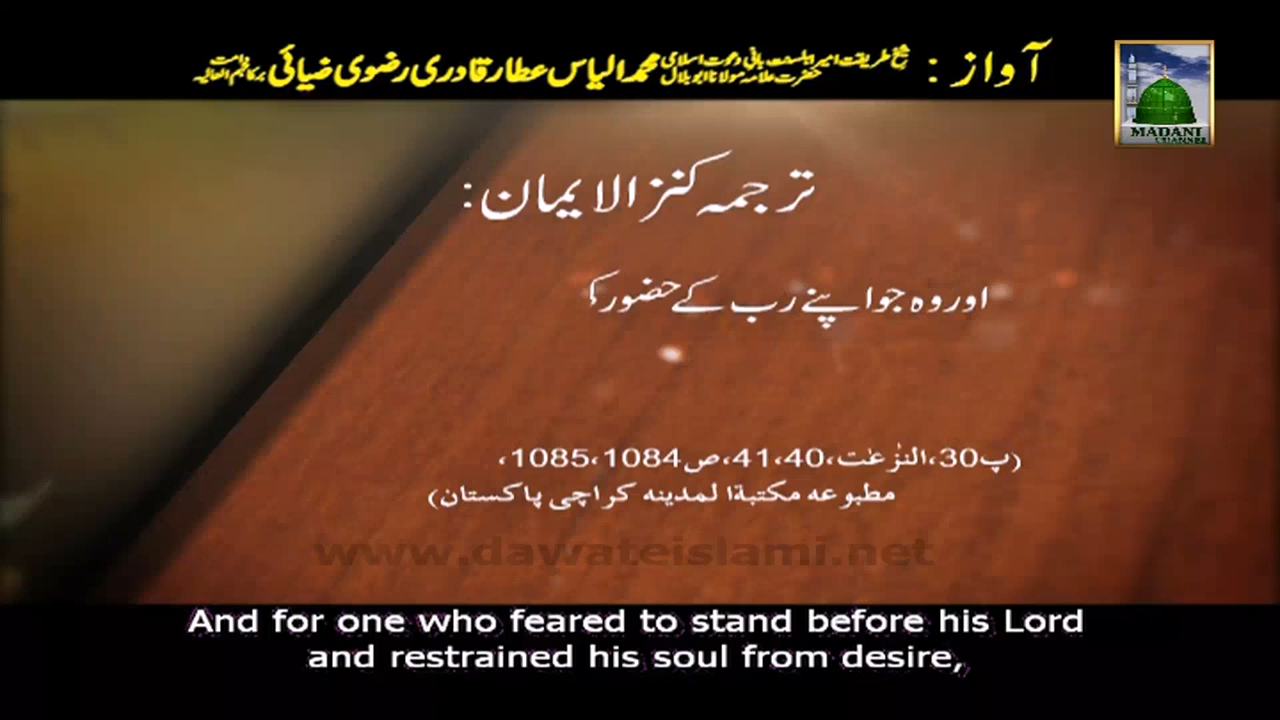 آواز : شیخ طریقت امیر اہلسنت بانی دعوت اسلامی حضرت علامہ مولانا ابو بلال محمد الیاس عطار قادری رضوی ضیائی دامت برکاتہم العالیہ
MADANI
CHANNEL
ترجمہ کنز الایمان:
اور وہ جو اپنے رب کے حضور
(پ30،النزعت،40،41،ص1084،1085،
مطبوعہ مکتبۃ المدینہ کراچی پاکستان)
www.dawateislami.net
And for one who feared to stand before his Lord
and restrained his soul from desire,